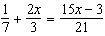 1/7 + 2x/3 = (15x − 3)/21